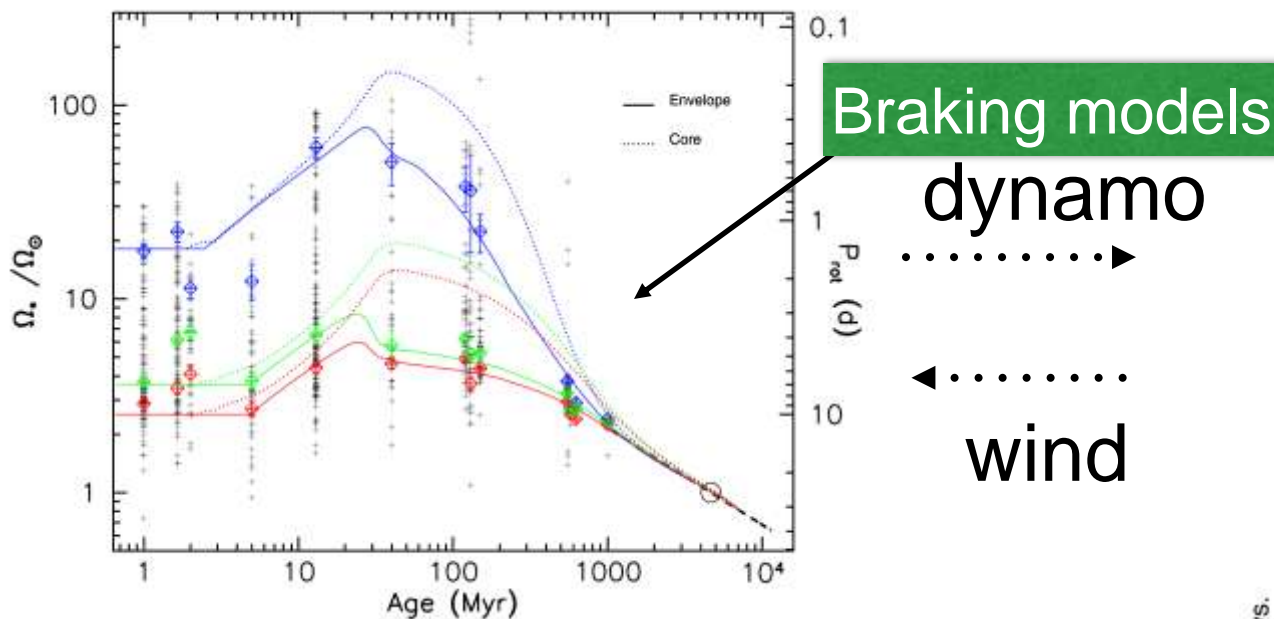 Ω* /Ω⊙
100
10
1
1
10
100
1000
10⁴
Age (Myr)
Envelope
Core
0.1
1
10
P_rot (d)
Braking models
dynamo
wind
s.